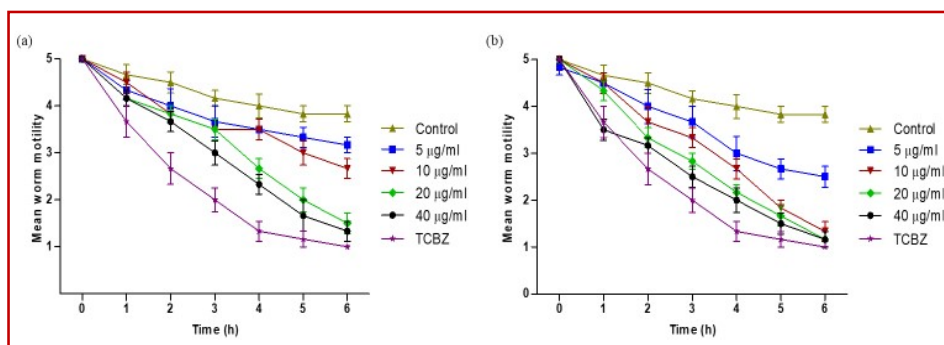 (a)
Mean worm motility
5
4
3
2
1
0 1 2 3 4 5 6
Time (h)
Control
5 µg/ml
10 µg/ml
20 µg/ml
40 µg/ml
TCBZ
(b)
Mean worm motility
5
4
3
2
1
0 1 2 3 4 5 6
Time (h)
Control
5 µg/ml
10 µg/ml
20 µg/ml
40 µg/ml
TCBZ